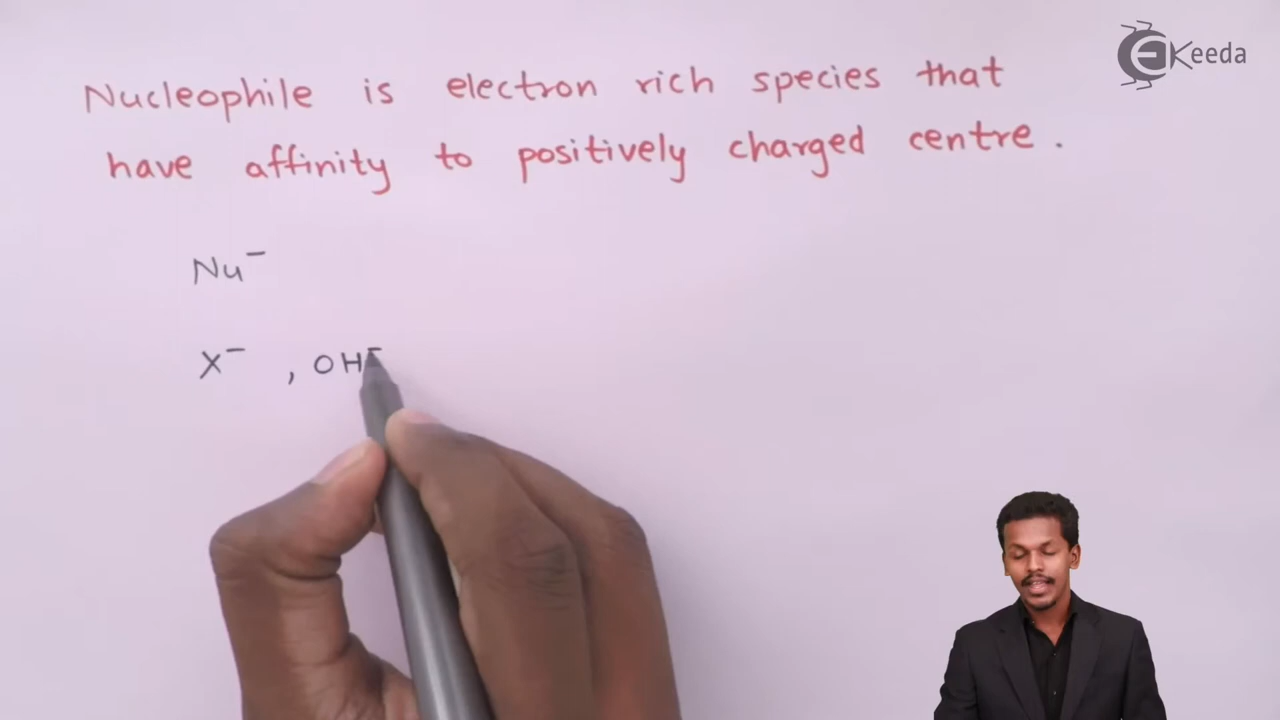 Ekeeda
Nucleophile is electron rich species that
have affinity to positively charged centre.
Nu⁻
X⁻ , OH⁻